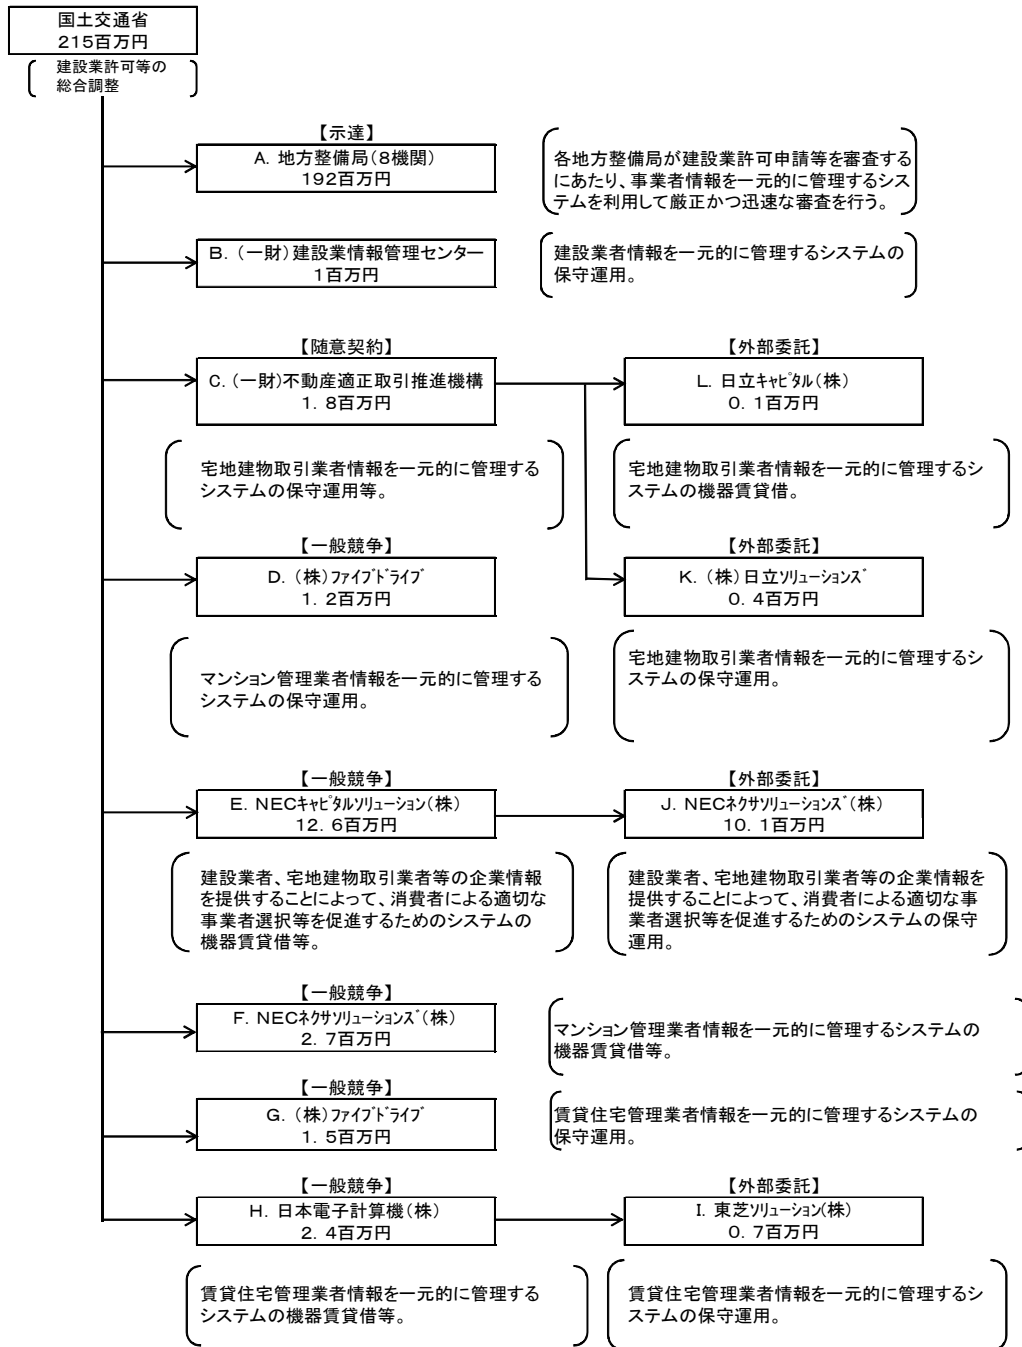 国土交通省
215百万円
建設業許可等の
総合調整
【示達】
A. 地方整備局(8機関)
192百万円
各地方整備局が建設業許可申請等を審査する
にあたり、事業者情報を一元的に管理するシス
テムを利用して厳正かつ迅速な審査を行う。
B. (一財)建設業情報管理センター
1百万円
建設業者情報を一元的に管理するシステムの
保守運用。
【随意契約】
C. (一財)不動産適正取引推進機構
1. 8百万円
【外部委託】
L. 日立ｷｬﾋﾟﾀﾙ(株)
0. 1百万円
宅地建物取引業者情報を一元的に管理する
システムの保守運用等。
宅地建物取引業者情報を一元的に管理するシ
ステムの機器賃貸借。
【一般競争】
D. (株)ﾌｧｲﾌﾞﾄﾞﾗｲﾌﾞ
1. 2百万円
【外部委託】
K. (株)日立ｿﾘｭｰｼｮﾝｽﾞ
0. 4百万円
マンション管理業者情報を一元的に管理する
システムの保守運用。
宅地建物取引業者情報を一元的に管理するシ
ステムの保守運用。
【一般競争】
E. NECｷｬﾋﾟﾀﾙｿﾘｭｰｼｮﾝ(株)
12. 6百万円
【外部委託】
J. NECﾈｸｻｿﾘｭｰｼｮﾝｽﾞ(株)
10. 1百万円
建設業者、宅地建物取引業者等の企業情報
を提供することによって、消費者による適切な
事業者選択等を促進するためのシステムの
機器賃貸借等。
建設業者、宅地建物取引業者等の企業情報を
提供することによって、消費者による適切な事
業者選択等を促進するためのシステムの保守
運用。
【一般競争】
F. NECﾈｸｻｿﾘｭｰｼｮﾝｽﾞ(株)
2. 7百万円
マンション管理業者情報を一元的に管理するシステムの
機器賃貸借等。
【一般競争】
G. (株)ﾌｧｲﾌﾞﾄﾞﾗｲﾌﾞ
1. 5百万円
賃貸住宅管理業者情報を一元的に管理するシステムの
保守運用。
【一般競争】
H. 日本電子計算機(株)
2. 4百万円
【外部委託】
I. 東芝ｿﾘｭｰｼｮﾝ(株)
0. 7百万円
賃貸住宅管理業者情報を一元的に管理する
システムの機器賃貸借等。
賃貸住宅管理業者情報を一元的に管理するシ
ステムの保守運用。